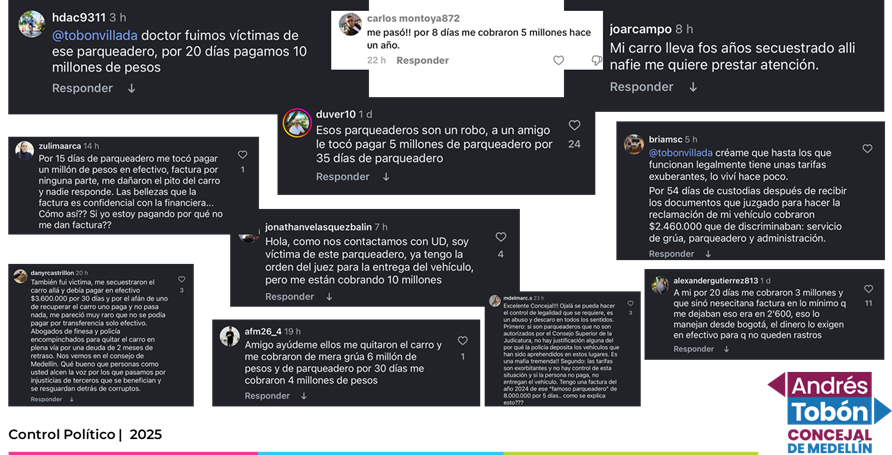 hdac9311 3 h
@tobonvillada doctor fuimos víctimas de
ese parqueadero, por 20 días pagamos 10
millones de pesos
Responder
carlos montoya872
me pasó!! por 8 días me cobraron 5 millones hace
un año.
22 h Responder
joarcampo 8 h
Mi carro lleva fos años secuestrado alli
nafie me quiere prestar atención.
Responder
duver10 1 d
Esos parqueaderos son un robo, a un amigo
le tocó pagar 5 millones de parqueadero por
35 días de parqueadero
24
Responder
zulimaarca 14 h
Por 15 días de parqueadero me tocó pagar
un millón de pesos en efectivo, factura por
ninguna parte, me dañaron el pito del carro
y nadie responde. Las bellezas que la
factura es confidencial con la financiera...
Cómo así?? Si yo estoy pagando por qué no
me dan factura??
1
briamsc 5 h
@tobonvillada créame que hasta los que
funcionan legalmente tiene unas tarifas
exuberantes, lo viví hace poco.
Por 54 días de custodias después de recibir
los documentos que juzgado para hacer la
reclamación de mi vehículo cobraron
$2.460.000 que de discriminaban: servicio
de grúa, parqueadero y administración.
Responder
jonathanvelasquezbalin 7 h
Hola, como nos contactamos con UD, soy
víctima de este parqueadero, ya tengo la
orden del juez para la entrega del vehículo,
pero me están cobrando 10 millones
4
Responder
danycastrillon 20 h
También fui víctima, me secuestraron el
carro allá y debía pagar en efectivo
$3.600.000 por 30 días y por el afán de uno
de recuperar el carro uno paga y no pasa
nada, me pareció muy raro que no se podía
pagar por transferencia solo efectivo.
Abogados de finesa y policía
encompinchados para quitar el carro en
plena vía por una deuda de 2 meses de
retraso. Nos vemos en el consejo de
Medellín. Qué bueno que personas como
usted alcen la voz por los que pasamos por
injusticias de terceros que se benefician y
se resguardan detrás de corruptos.
3
Responder
afm26_4 19 h
Amigo ayúdeme ellos me quitaron el carro y
me cobraron de mera grúa 6 millón de
pesos y de parqueadero por 30 días me
cobraron 4 millones de pesos
1
Responder
mdelmarc.s 23 h
Excelente Concejal!!! Ojalá se pueda hacer
el control de legalidad que se requiere, es
un abuso y descaro en todos los sentidos.
Primero: si son parqueaderos que no son
autorizados por el Consejo Superior de la
Judicatura, no hay justificación alguna del
por qué la policía deposita los vehículos que
han sido aprehendidos en estos lugares. Es
una mafia tremenda!! Segundo: las tarifas
son exorbitantes y no hay control de esta
situación y si la persona no paga, no
entregan el vehículo. Tengo una factura del
año 2024 de ese “famoso parqueadero” de
8.000.000 por 5 días.. como se explica
esto???
3
alexandergutierrez813 1 d
A mi por 20 días me cobraron 3 millones y
que sinó nesecitana factura en lo mínimo q
me dejaban eso era en 2'600, eso lo
manejan desde bogotá, el dinero lo exigen
en efectivo para q no queden rastros
11
Responder
Control Político | 2025
Andrés
Tobón
CONCEJAL
DE MEDELLÍN